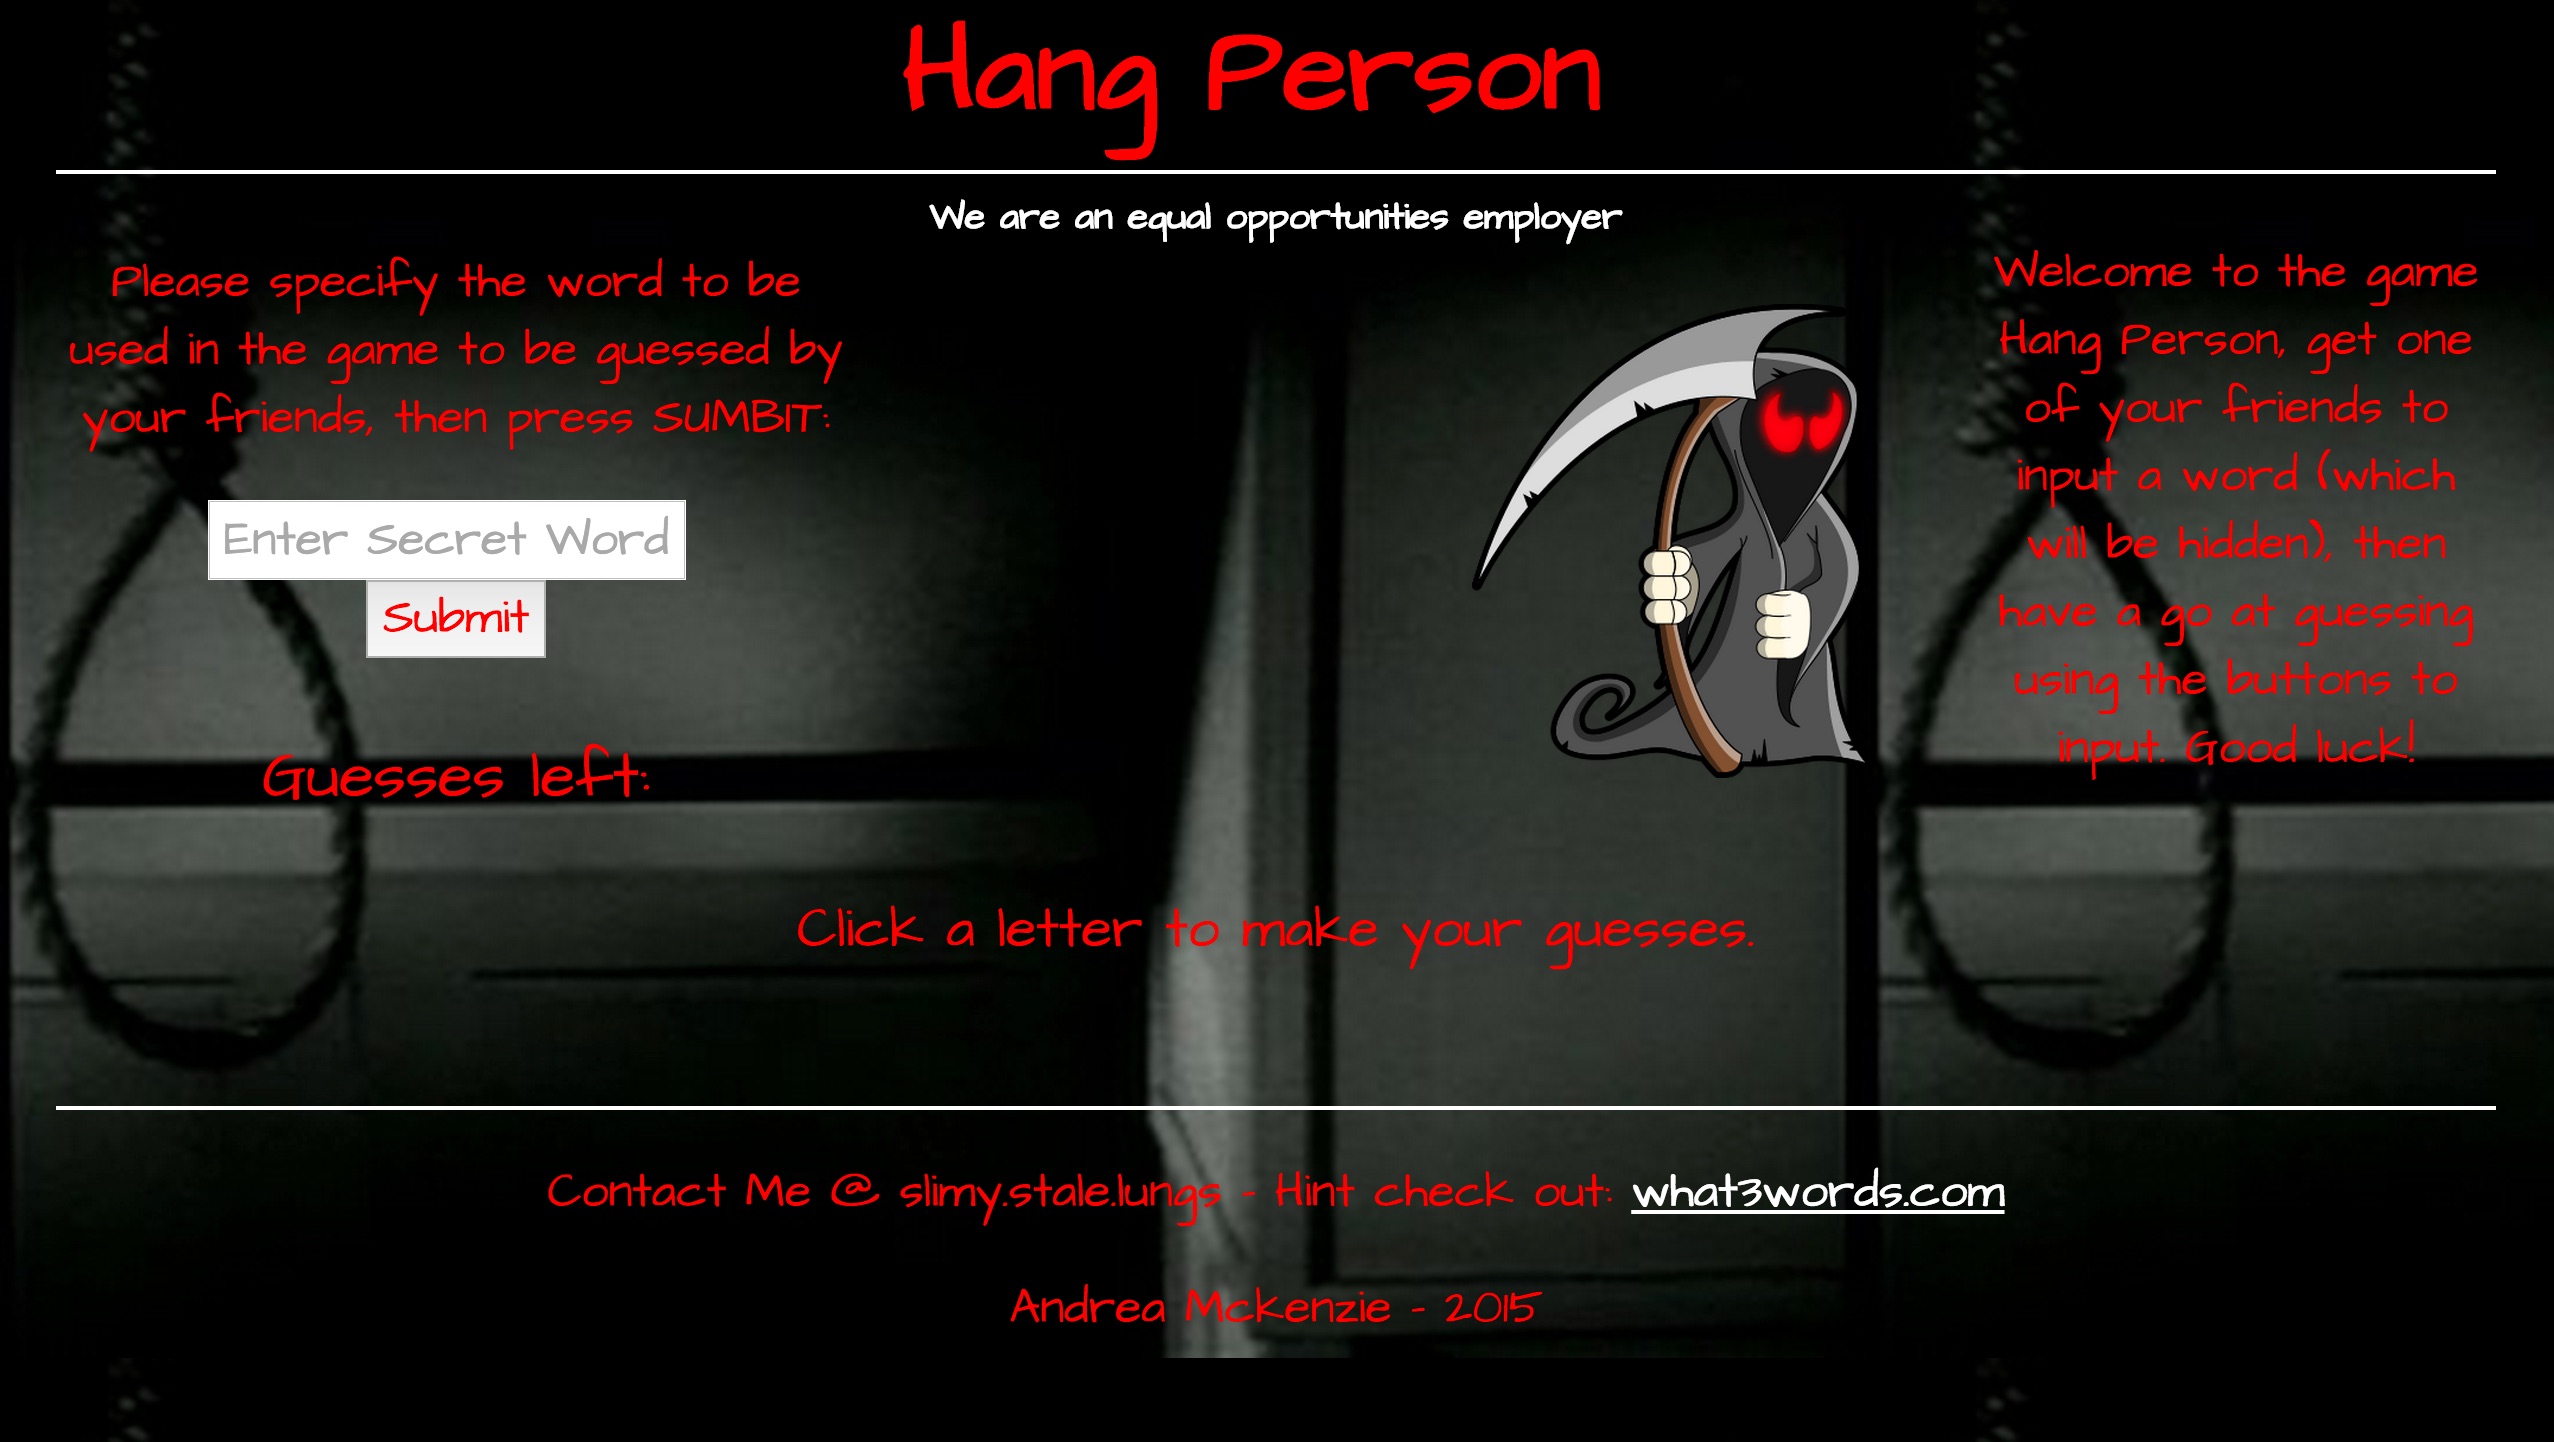 Hang Person
We are an equal opportunities employer
Please specify the word to be
used in the game to be guessed by
your friends, then press SUMBIT:
Enter Secret Word
Submit
Guesses left:
Welcome to the game
Hang Person, get one
of your friends to
input a word (which
will be hidden), then
have a go at guessing
using the buttons to
input. Good luck!
Click a letter to make your guesses.
Contact Me @ slimy.stale.lungs - Hint check out: what3words.com
Andrea Mckenzie - 2015